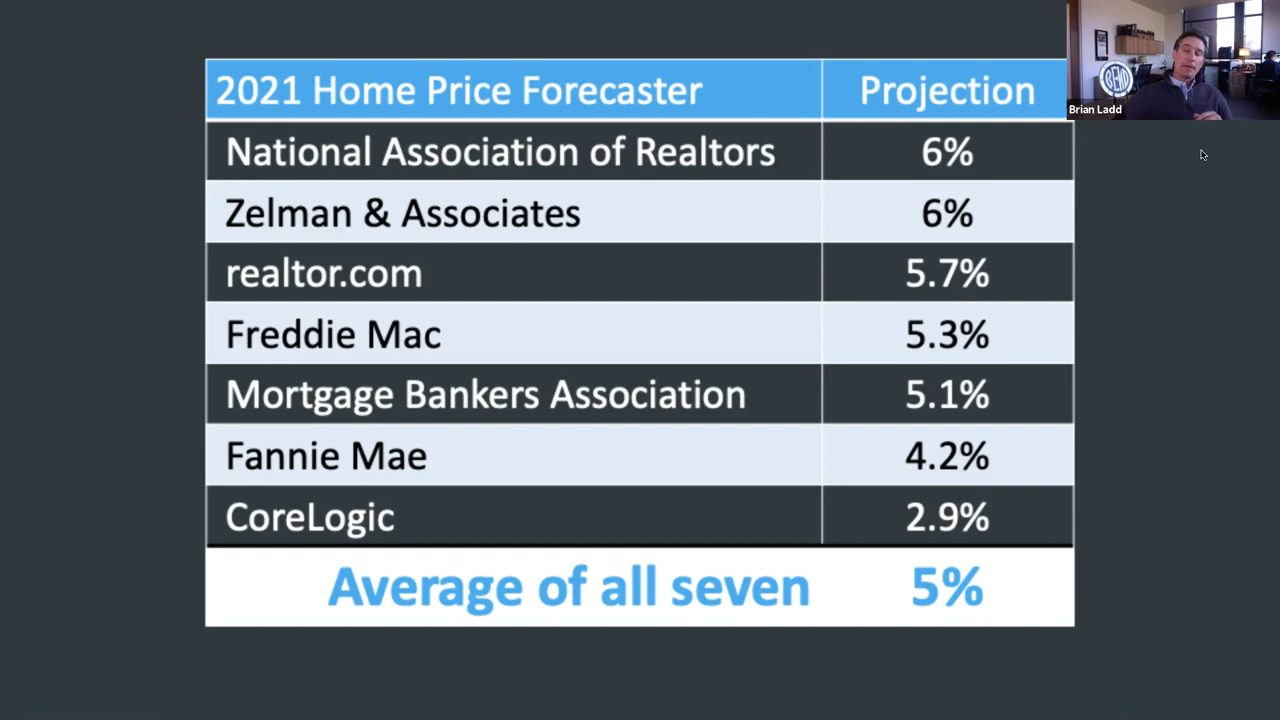 2021 Home Price Forecaster Projection
National Association of Realtors 6%
Zelman & Associates 6%
realtor.com 5.7%
Freddie Mac 5.3%
Mortgage Bankers Association 5.1%
Fannie Mae 4.2%
CoreLogic 2.9%
Average of all seven 5%
BEND
Brian Ladd